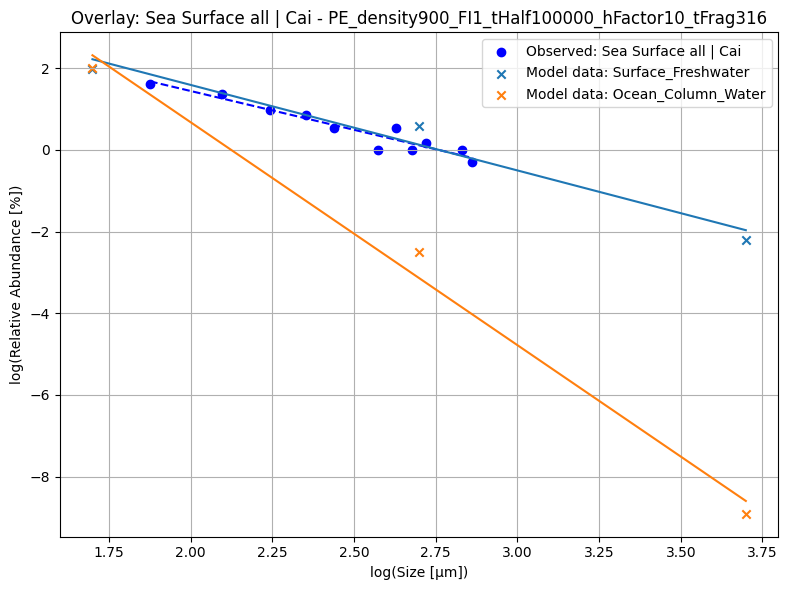 Overlay: Sea Surface all | Cai - PE_density900_FI1_tHalf100000_hFactor10_tFrag316
Observed: Sea Surface all | Cai
Model data: Surface_Freshwater
Model data: Ocean_Column_Water
log(Relative Abundance [%])
2
0
−2
−4
−6
−8
1.75 2.00 2.25 2.50 2.75 3.00 3.25 3.50 3.75
log(Size [μm])